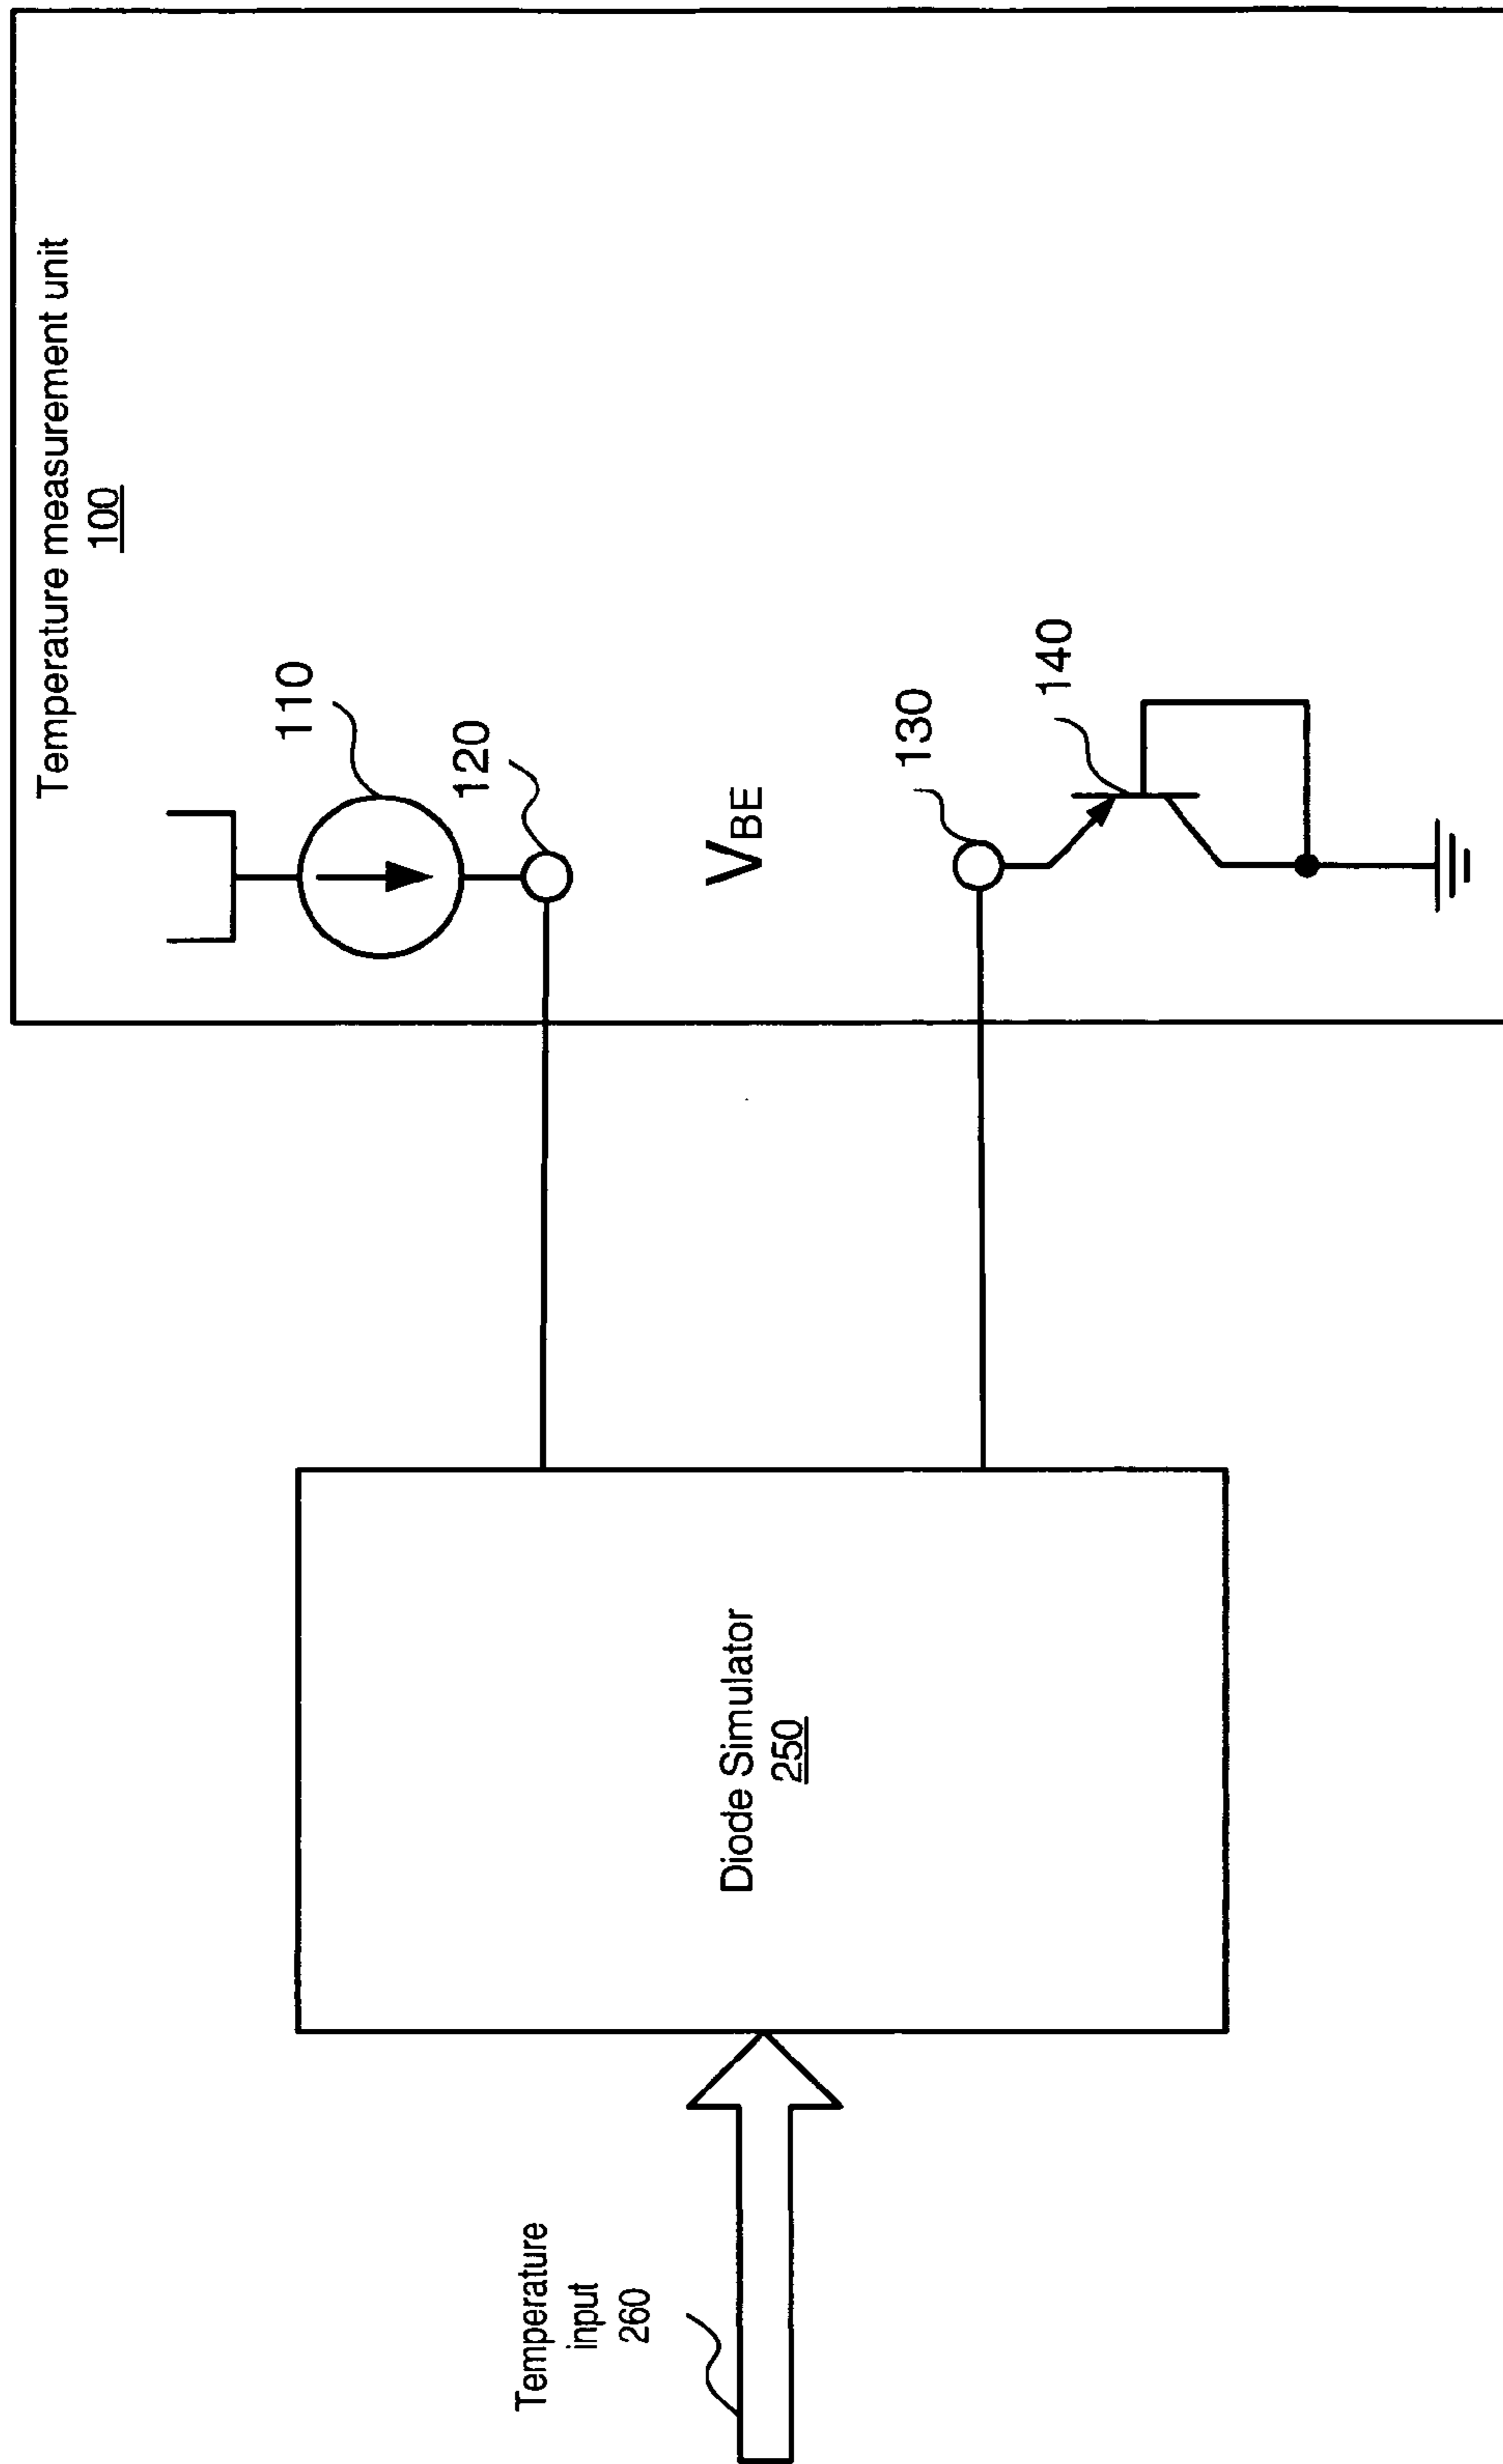 Temperature measurement unit
100
110
120
V_BE
130
140
Diode Simulator
250
Temperature
input
260